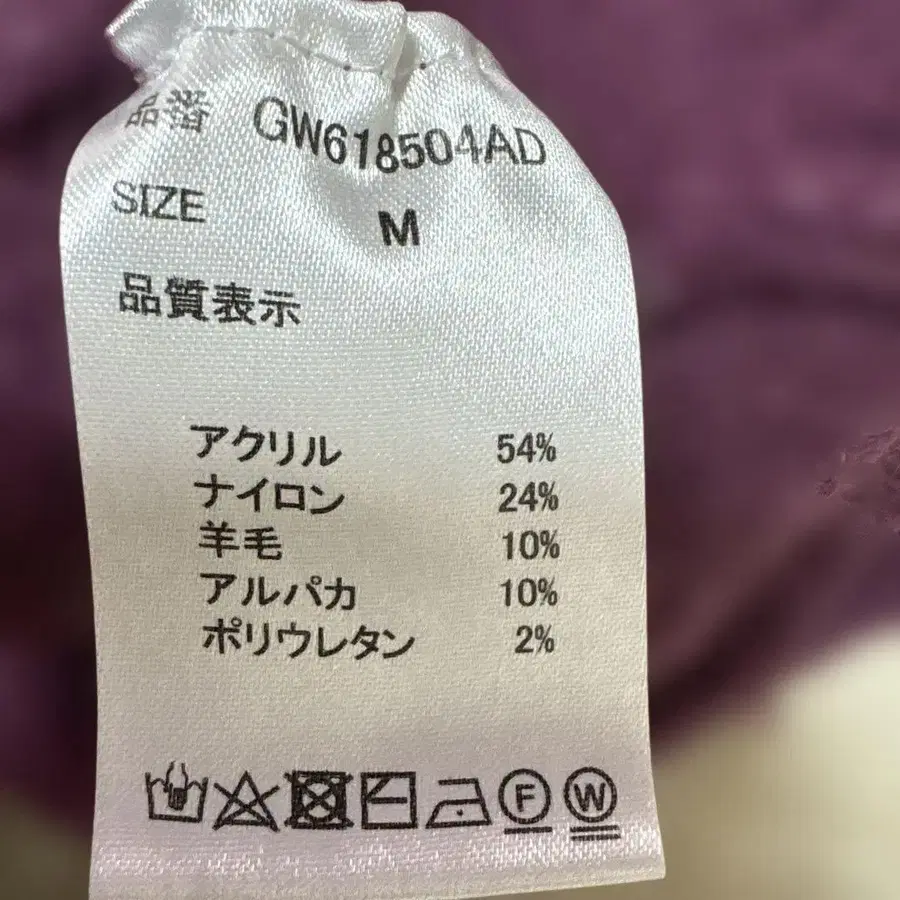 品番 GW618504AD
SIZE M
品質表示
アクリル 54%
ナイロン 24%
羊毛 10%
アルパカ 10%
ポリウレタン 2%
F W